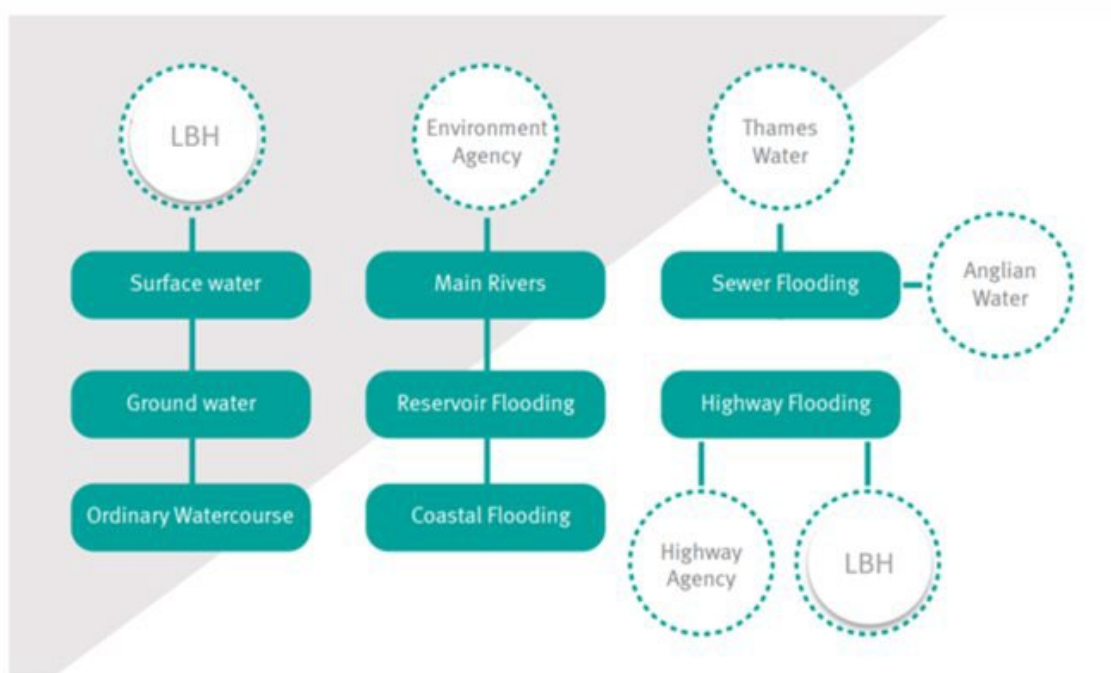 LBH
Environment
Agency
Thames
Water
Surface water
Main Rivers
Sewer Flooding
Anglian
Water
Ground water
Reservoir Flooding
Highway Flooding
Ordinary Watercourse
Coastal Flooding
Highway
Agency
LBH